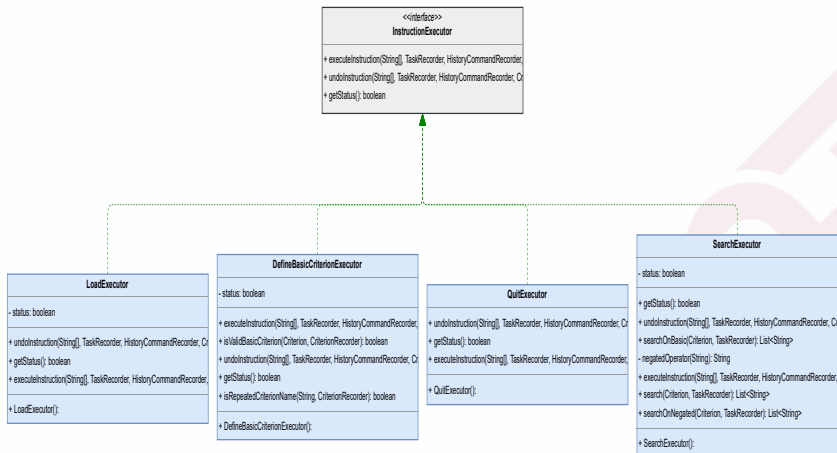 <<interface>>
InstructionExecutor
+ executeInstruction(String[], TaskRecorder, HistoryCommandRecorder,
+ undoInstruction(String[], TaskRecorder, HistoryCommandRecorder, Cr
+ getStatus(): boolean
LoadExecutor
- status: boolean
+ undoInstruction(String[], TaskRecorder, HistoryCommandRecorder, Cr
+ getStatus(): boolean
+ executeInstruction(String[], TaskRecorder, HistoryCommandRecorder,
+ LoadExecutor():
DefineBasicCriterionExecutor
- status: boolean
+ executeInstruction(String[], TaskRecorder, HistoryCommandRecorder,
+ isValidBasicCriterion(Criterion, CriterionRecorder): boolean
+ undoInstruction(String[], TaskRecorder, HistoryCommandRecorder, Cr
+ getStatus(): boolean
+ isRepeatedCriterionName(String, CriterionRecorder): boolean
+ DefineBasicCriterionExecutor():
QuitExecutor
+ undoInstruction(String[], TaskRecorder, HistoryCommandRecorder, Cr
+ getStatus(): boolean
+ executeInstruction(String[], TaskRecorder, HistoryCommandRecorder,
+ QuitExecutor():
SearchExecutor
- status: boolean
+ getStatus(): boolean
+ undoInstruction(String[], TaskRecorder, HistoryCommandRecorder, Cr
+ searchOnBasic(Criterion, TaskRecorder): List<String>
- negatedOperator(String): String
+ executeInstruction(String[], TaskRecorder, HistoryCommandRecorder,
+ search(Criterion, TaskRecorder): List<String>
+ searchOnNegated(Criterion, TaskRecorder): List<String>
+ SearchExecutor():